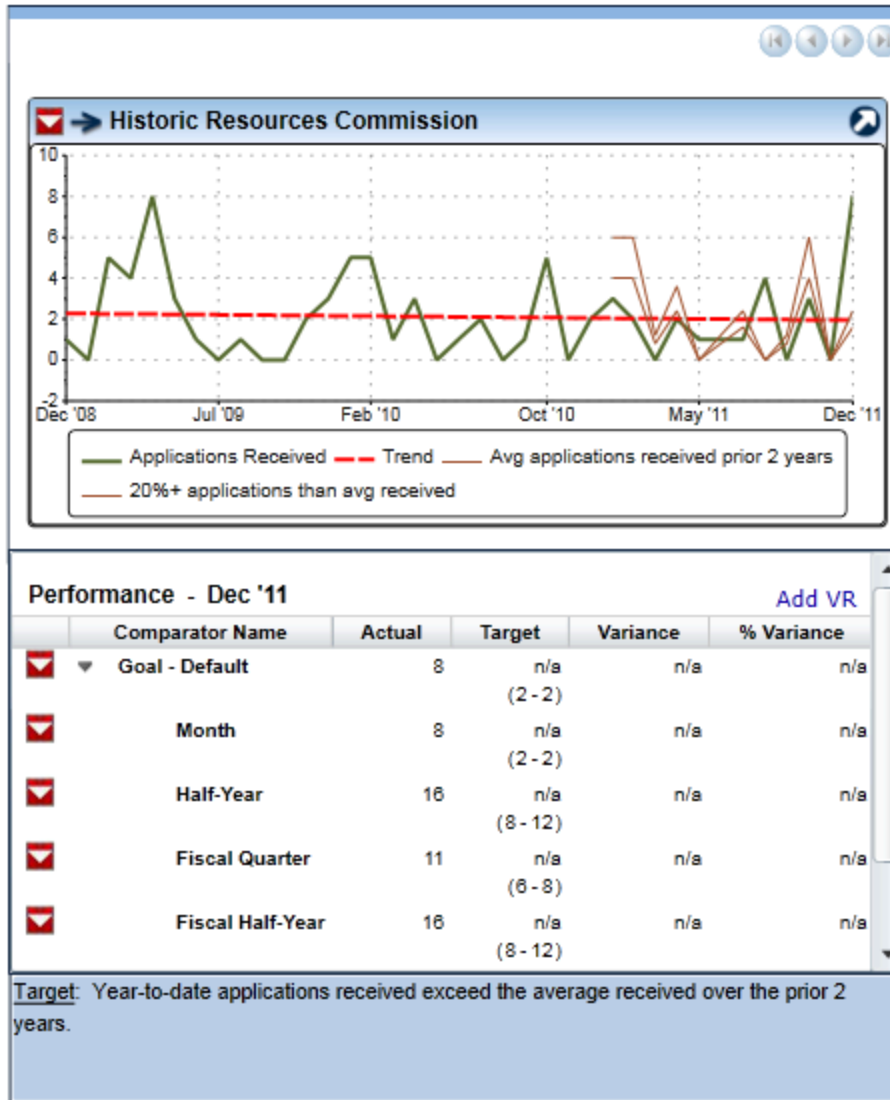 Historic Resources Commission
10
8
6
4
2
0
-2
Dec '08 Jul '09 Feb '10 Oct '10 May '11 Dec '11
Applications Received Trend Avg applications received prior 2 years
20%+ applications than avg received
Performance - Dec '11
Add VR
Comparator Name Actual Target Variance % Variance
Goal - Default 8 n/a n/a n/a
(2 - 2)
Month 8 n/a n/a n/a
(2 - 2)
Half-Year 16 n/a n/a n/a
(8 - 12)
Fiscal Quarter 11 n/a n/a n/a
(6 - 8)
Fiscal Half-Year 16 n/a n/a n/a
(8 - 12)
Target: Year-to-date applications received exceed the average received over the prior 2
years.